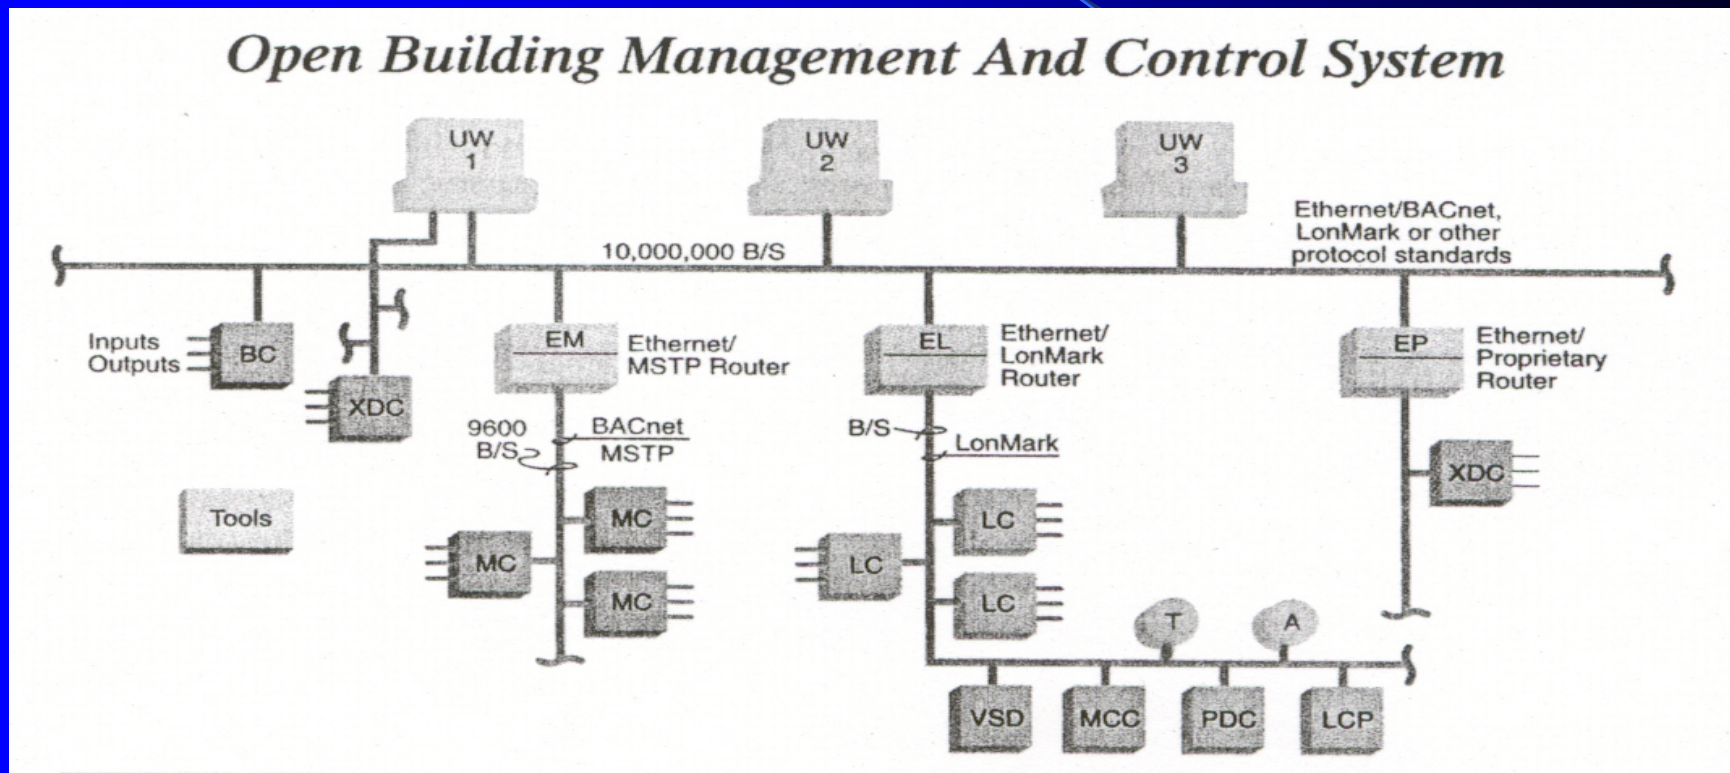 Open Building Management And Control System
UW
1
UW
2
UW
3
Ethernet/BACnet,
LonMark or other
protocol standards
10,000,000 B/S
Inputs
Outputs
BC
XDC
EM
Ethernet/
MSTP Router
EL
Ethernet/
LonMark
Router
EP
Ethernet/
Proprietary
Router
9600
B/S
BACnet
MSTP
B/S
LonMark
XDC
Tools
MC
MC
MC
LC
LC
LC
T
A
VSD
MCC
PDC
LCP